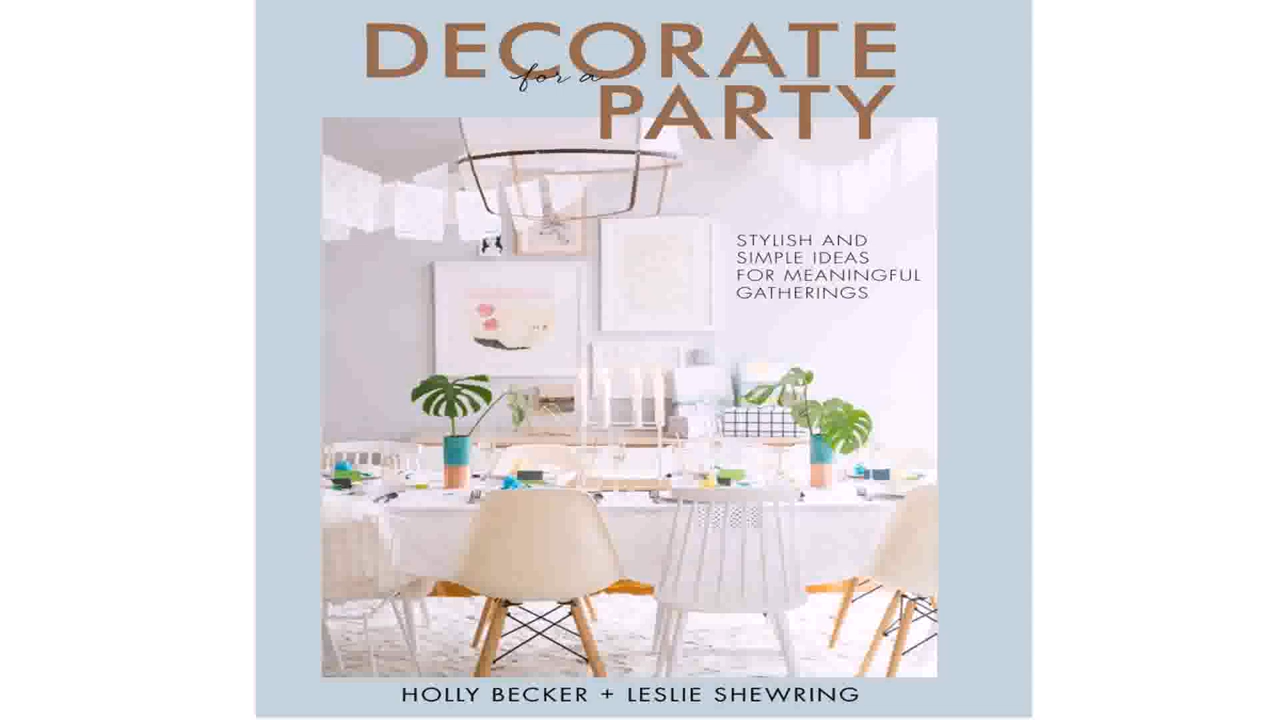 DECORATE
for a
PARTY
STYLISH AND
SIMPLE IDEAS
FOR MEANINGFUL
GATHERINGS
HOLLY BECKER + LESLIE SHEWRING